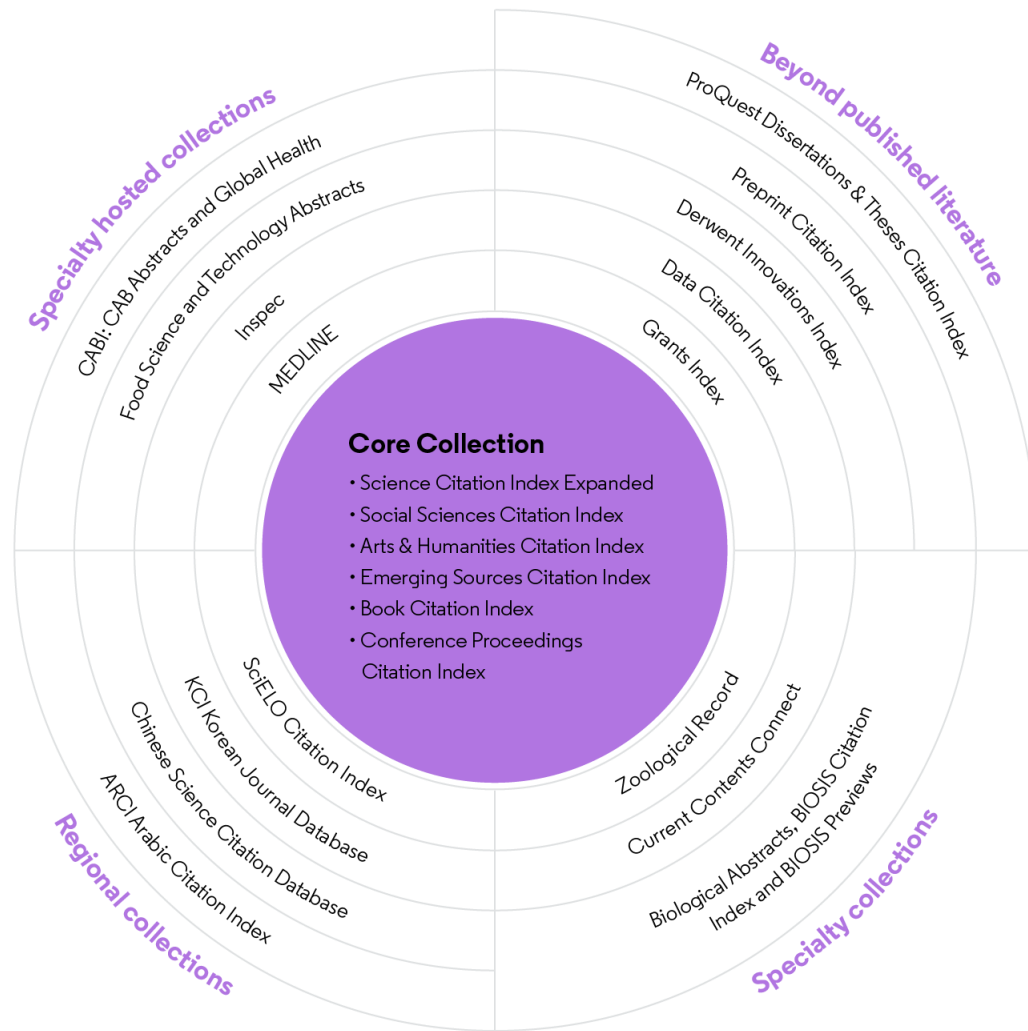 Specialty hosted collections
CABI: CAB Abstracts and Global Health
Food Science and Technology Abstracts
Inspec
MEDLINE
Beyond published literature
ProQuest Dissertations & Theses Citation Index
Preprint Citation Index
Derwent Innovations Index
Data Citation Index
Grants Index
Core Collection
• Science Citation Index Expanded
• Social Sciences Citation Index
• Arts & Humanities Citation Index
• Emerging Sources Citation Index
• Book Citation Index
• Conference Proceedings
Citation Index
SciELO Citation Index
KCI Korean Journal Database
Chinese Science Citation Database
ARCI Arabic Citation Index
Regional collections
Zoological Record
Current Contents Connect
Biological Abstracts, BIOSIS Citation
Index and BIOSIS Previews
Specialty collections